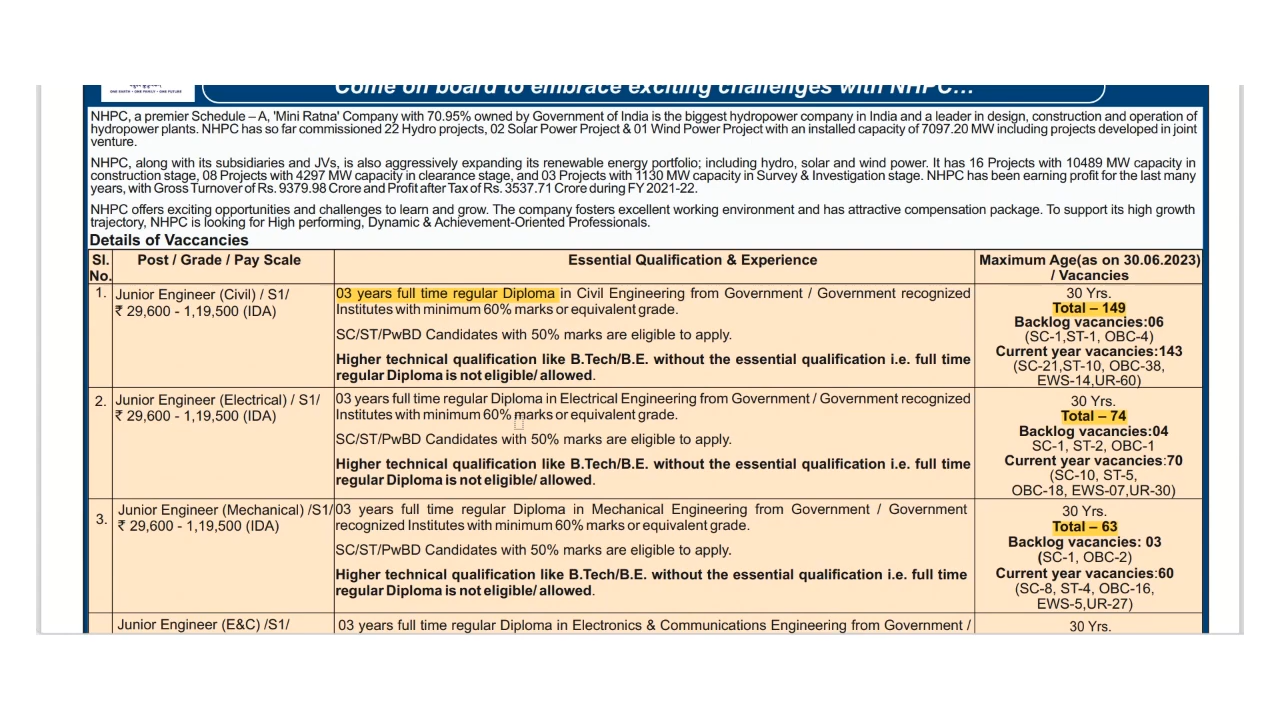 ONE EARTH • ONE FAMILY • ONE FUTURE
Come on board to embrace exciting challenges with NHPC...
NHPC, a premier Schedule – A, 'Mini Ratna' Company with 70.95% owned by Government of India is the biggest hydropower company in India and a leader in design, construction and operation of
hydropower plants. NHPC has so far commissioned 22 Hydro projects, 02 Solar Power Project & 01 Wind Power Project with an installed capacity of 7097.20 MW including projects developed in joint
venture.
NHPC, along with its subsidiaries and JVs, is also aggressively expanding its renewable energy portfolio; including hydro, solar and wind power. It has 16 Projects with 10489 MW capacity in
construction stage, 08 Projects with 4297 MW capacity in clearance stage, and 03 Projects with 1130 MW capacity in Survey & Investigation stage. NHPC has been earning profit for the last many
years, with Gross Turnover of Rs. 9379.98 Crore and Profit after Tax of Rs. 3537.71 Crore during FY 2021-22.
NHPC offers exciting opportunities and challenges to learn and grow. The company fosters excellent working environment and has attractive compensation package. To support its high growth
trajectory, NHPC is looking for High performing, Dynamic & Achievement-Oriented Professionals.
Details of Vaccancies
Sl.
No.
Post / Grade / Pay Scale
Essential Qualification & Experience
Maximum Age(as on 30.06.2023)
/ Vacancies
1.
Junior Engineer (Civil) / S1/
₹ 29,600 - 1,19,500 (IDA)
03 years full time regular Diploma in Civil Engineering from Government / Government recognized
Institutes with minimum 60% marks or equivalent grade.
SC/ST/PwBD Candidates with 50% marks are eligible to apply.
Higher technical qualification like B.Tech/B.E. without the essential qualification i.e. full time
regular Diploma is not eligible/ allowed.
30 Yrs.
Total – 149
Backlog vacancies:06
(SC-1,ST-1, OBC-4)
Current year vacancies:143
(SC-21,ST-10, OBC-38,
EWS-14,UR-60)
2.
Junior Engineer (Electrical) / S1/
₹ 29,600 - 1,19,500 (IDA)
03 years full time regular Diploma in Electrical Engineering from Government / Government recognized
Institutes with minimum 60% marks or equivalent grade.
SC/ST/PwBD Candidates with 50% marks are eligible to apply.
Higher technical qualification like B.Tech/B.E. without the essential qualification i.e. full time
regular Diploma is not eligible/ allowed.
30 Yrs.
Total – 74
Backlog vacancies:04
SC-1, ST-2, OBC-1
Current year vacancies:70
(SC-10, ST-5,
OBC-18, EWS-07,UR-30)
3.
Junior Engineer (Mechanical) /S1/
₹ 29,600 - 1,19,500 (IDA)
03 years full time regular Diploma in Mechanical Engineering from Government / Government
recognized Institutes with minimum 60% marks or equivalent grade.
SC/ST/PwBD Candidates with 50% marks are eligible to apply.
Higher technical qualification like B.Tech/B.E. without the essential qualification i.e. full time
regular Diploma is not eligible/ allowed.
30 Yrs.
Total – 63
Backlog vacancies: 03
(SC-1, OBC-2)
Current year vacancies:60
(SC-8, ST-4, OBC-16,
EWS-5,UR-27)
Junior Engineer (E&C) /S1/
03 years full time regular Diploma in Electronics & Communications Engineering from Government /
30 Yrs.